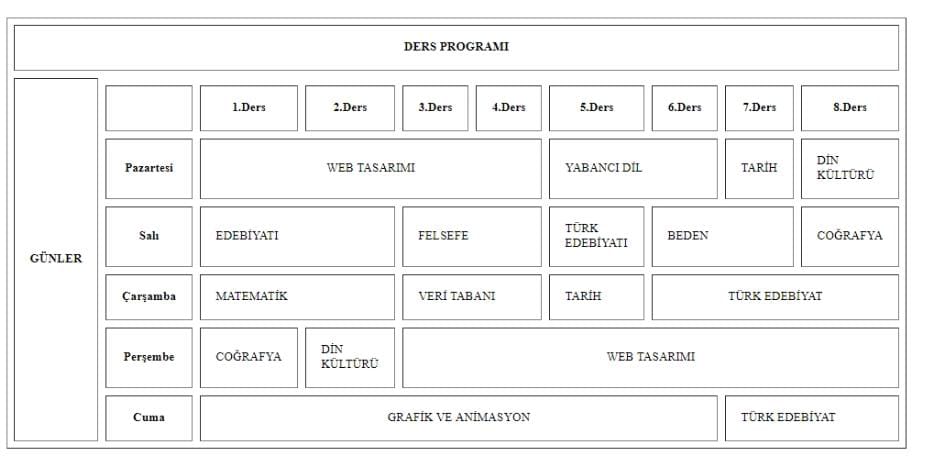 DERS PROGRAMI
GÜNLER
1.Ders 2.Ders 3.Ders 4.Ders 5.Ders 6.Ders 7.Ders 8.Ders
Pazartesi WEB TASARIMI YABANCI DİL TARİH DİN
KÜLTÜRÜ
Salı EDEBİYATI FELSEFE TÜRK
EDEBİYATI BEDEN COĞRAFYA
Çarşamba MATEMATİK VERİ TABANI TARİH TÜRK EDEBİYAT
Perşembe COĞRAFYA DİN
KÜLTÜRÜ WEB TASARIMI
Cuma GRAFİK VE ANİMASYON TÜRK EDEBİYAT